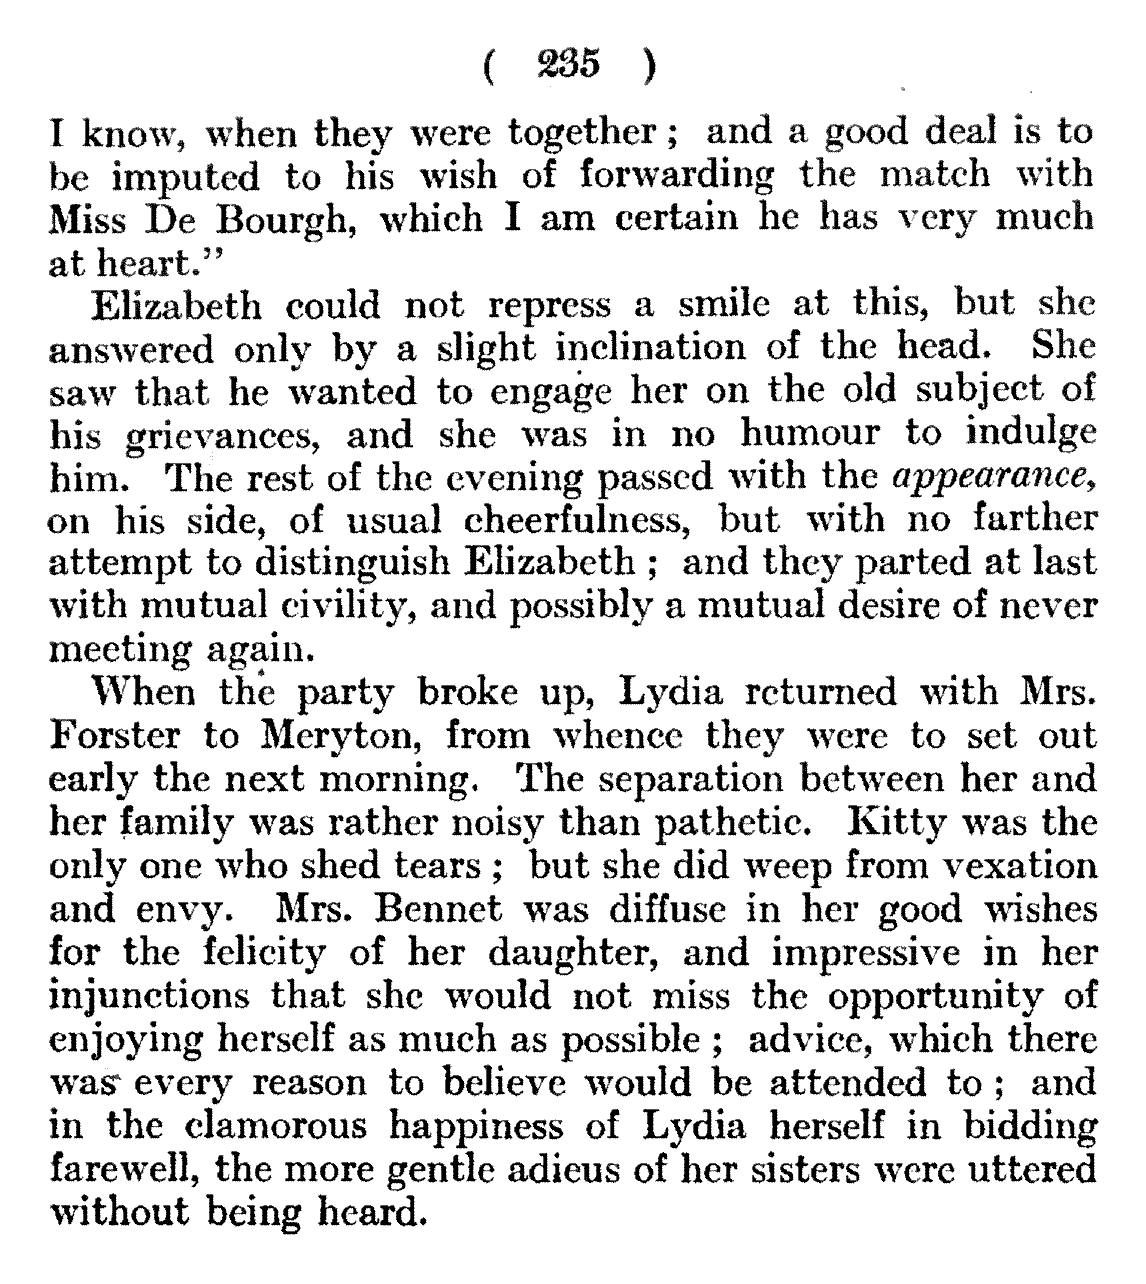 ( 235 )
I know, when they were together ; and a good deal is to
be imputed to his wish of forwarding the match with
Miss De Bourgh, which I am certain he has very much
at heart.”
Elizabeth could not repress a smile at this, but she
answered only by a slight inclination of the head. She
saw that he wanted to engage her on the old subject of
his grievances, and she was in no humour to indulge
him. The rest of the evening passed with the appearance,
on his side, of usual cheerfulness, but with no farther
attempt to distinguish Elizabeth ; and they parted at last
with mutual civility, and possibly a mutual desire of never
meeting again.
When the party broke up, Lydia returned with Mrs.
Forster to Meryton, from whence they were to set out
early the next morning. The separation between her and
her family was rather noisy than pathetic. Kitty was the
only one who shed tears ; but she did weep from vexation
and envy. Mrs. Bennet was diffuse in her good wishes
for the felicity of her daughter, and impressive in her
injunctions that she would not miss the opportunity of
enjoying herself as much as possible ; advice, which there
was every reason to believe would be attended to ; and
in the clamorous happiness of Lydia herself in bidding
farewell, the more gentle adieus of her sisters were uttered
without being heard.